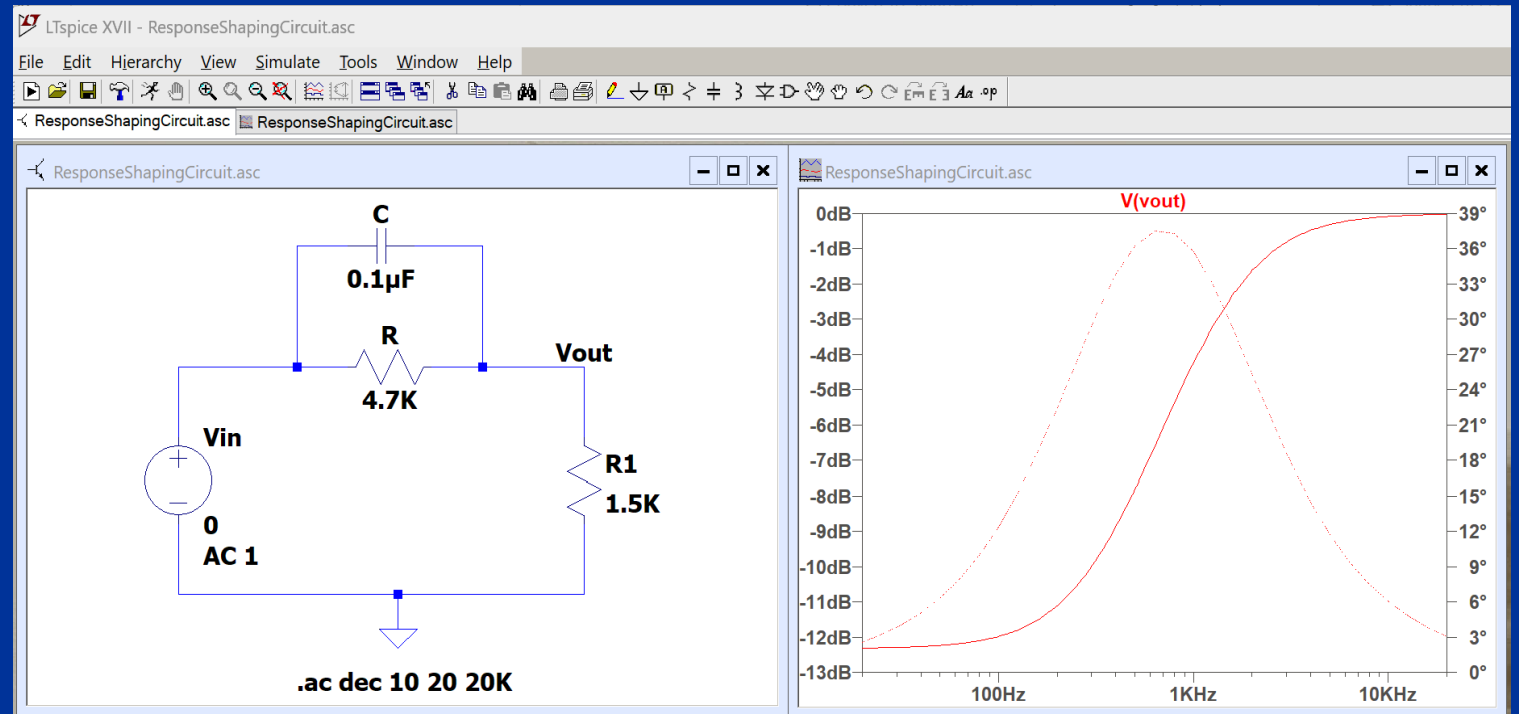 LTspice XVII - ResponseShapingCircuit.asc
File Edit Hierarchy View Simulate Tools Window Help
Aa .op
ResponseShapingCircuit.asc ResponseShapingCircuit.asc
ResponseShapingCircuit.asc
C
0.1µF
R
4.7K
Vout
Vin
0
AC 1
R1
1.5K
.ac dec 10 20 20K
ResponseShapingCircuit.asc
V(vout)
0dB 39°
-1dB 36°
-2dB 33°
-3dB 30°
-4dB 27°
-5dB 24°
-6dB 21°
-7dB 18°
-8dB 15°
-9dB 12°
-10dB 9°
-11dB 6°
-12dB 3°
-13dB 0°
100Hz 1KHz 10KHz